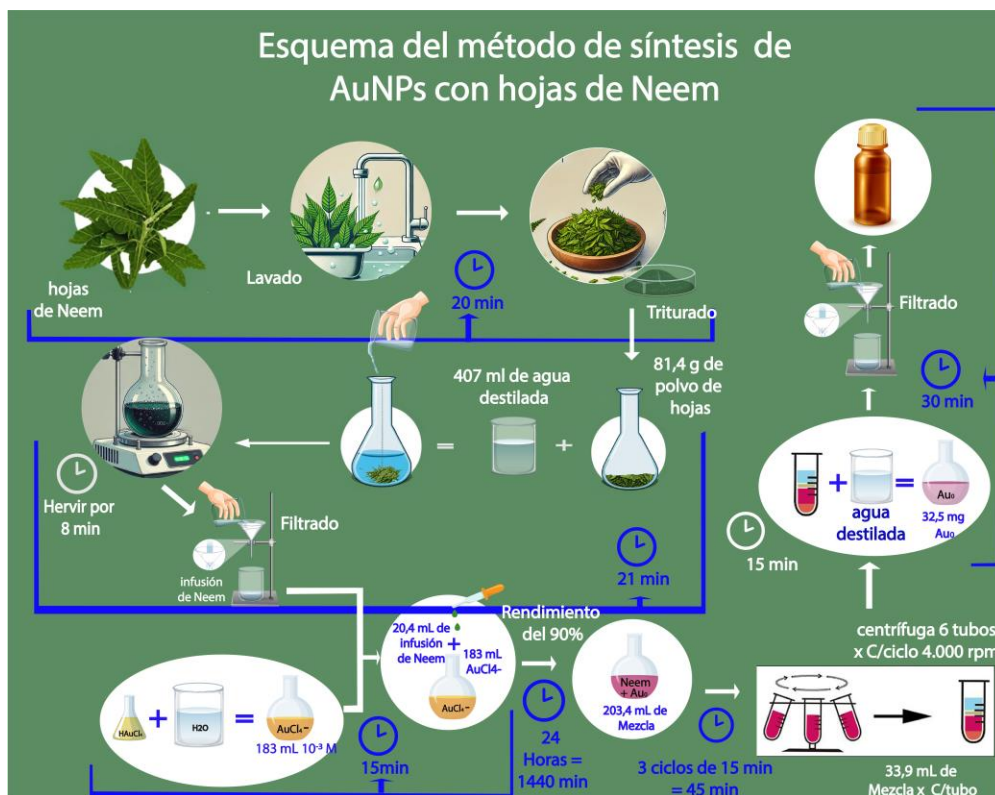 Esquema del método de síntesis de
AuNPs con hojas de Neem
hojas
de Neem
Lavado
20 min
Triturado
81,4 g de
polvo de
hojas
407 ml de agua
destilada
=
+
Hervir por
8 min
Filtrado
infusión
de Neem
21 min
HAuCl₄
+
H2O
=
AuCl₄⁻
183 mL 10⁻³ M
15min
20,4 mL de
infusión
de Neem
+
183 mL
AuCl4-
AuCl₄⁻
Rendimiento
del 90%
24
Horas =
1440 min
Neem
+ Au₀
203,4 mL de
Mezcla
3 ciclos de 15 min
= 45 min
centrífuga 6 tubos
x C/ciclo 4.000 rpm
33,9 mL de
Mezcla x C/tubo
15 min
+
agua
destilada
=
Au₀
32,5 mg
Au₀
30 min
Filtrado